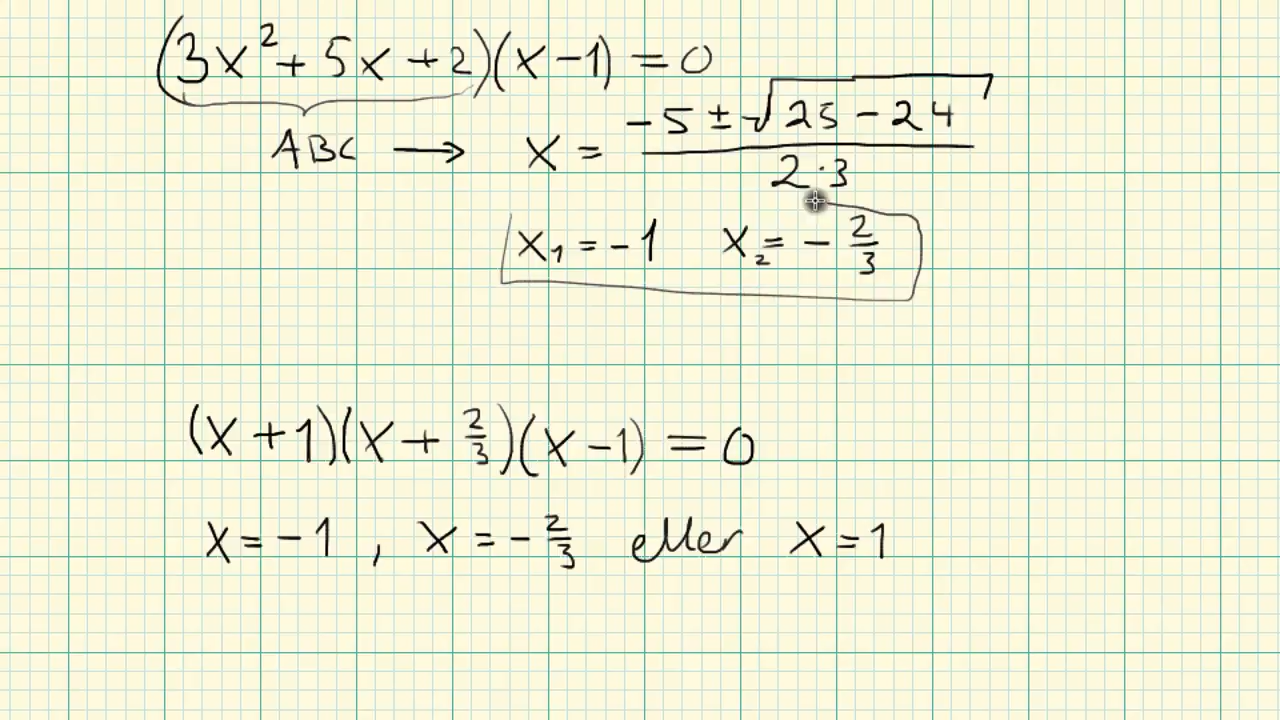 (3x² + 5x + 2)(x − 1) = 0
ABC → x = (−5 ± √(25 − 24)) / (2 · 3)
x₁ = −1 x₂ = −2/3
(x + 1)(x + 2/3)(x − 1) = 0
x = −1 , x = −2/3 eller x = 1